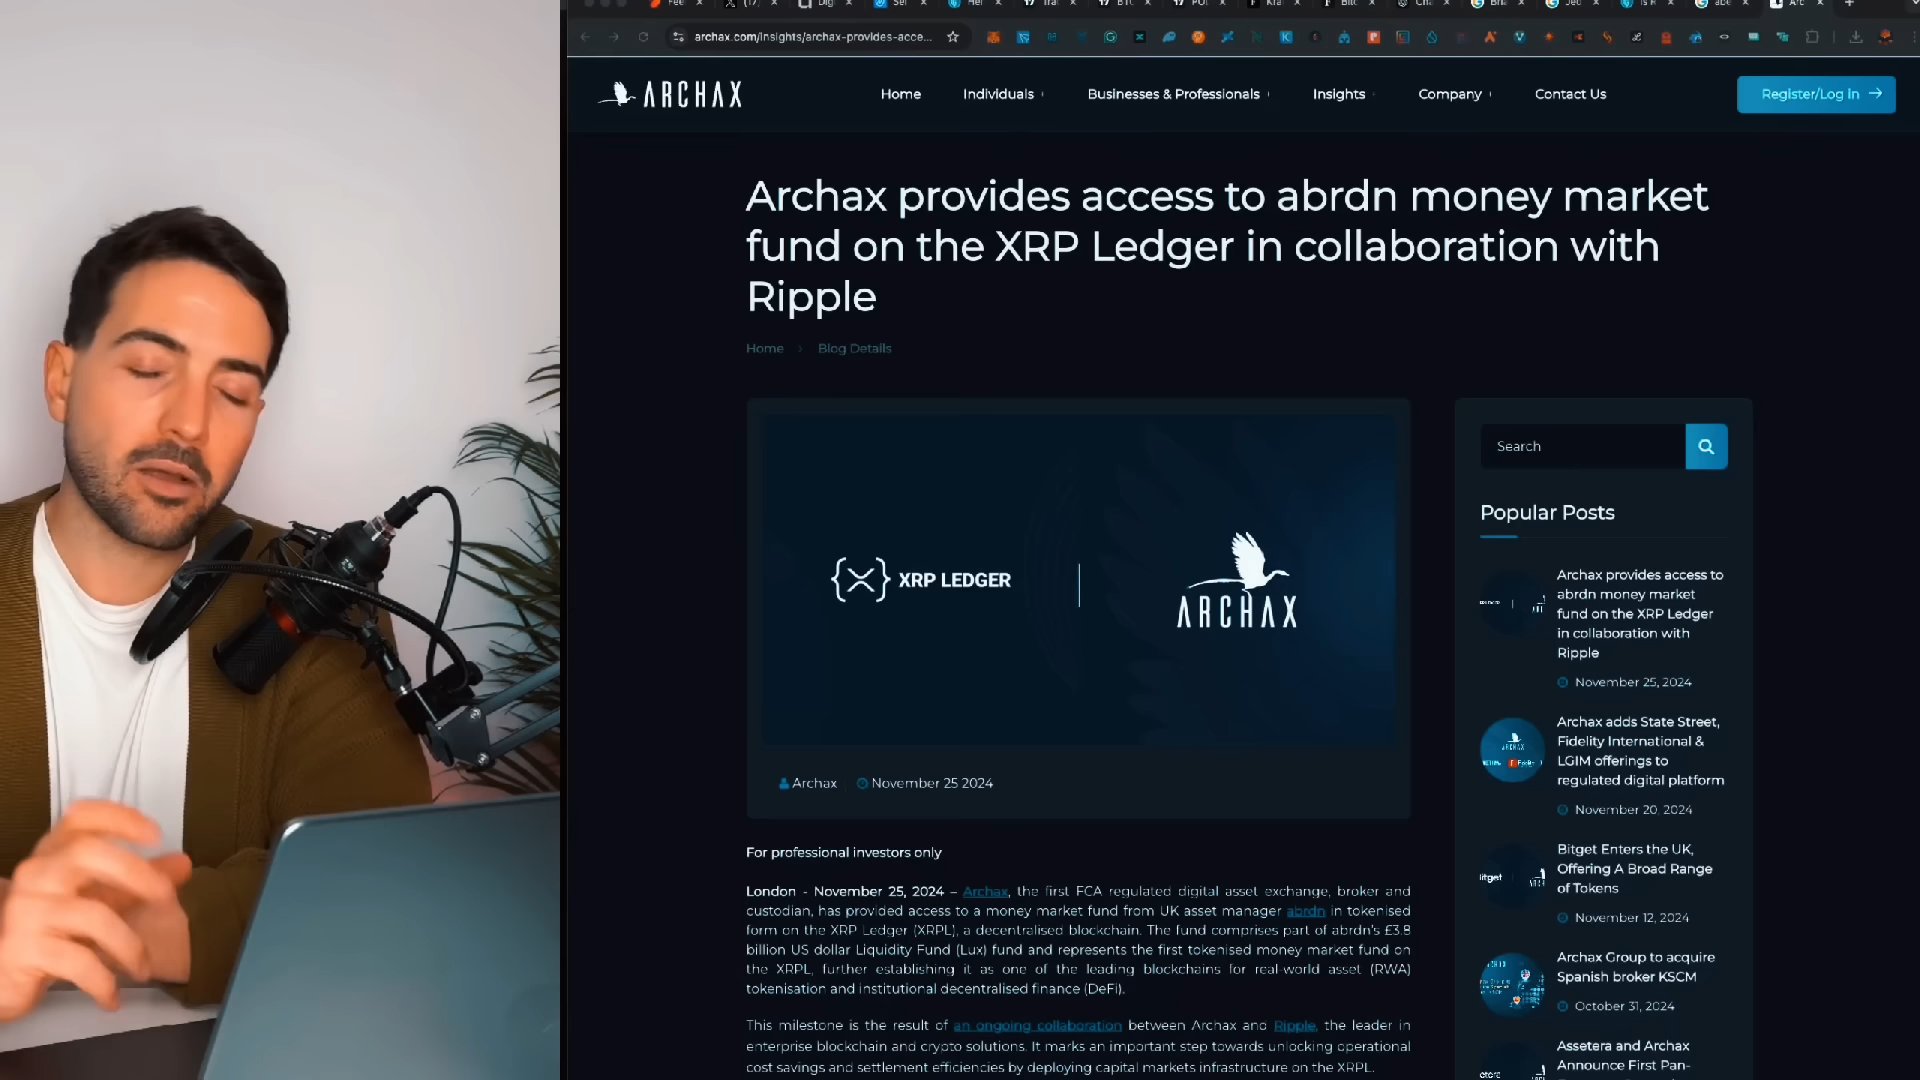 archax.com/insights/archax-provides-acce...
ARCHAX
Home
Individuals
Businesses & Professionals
Insights
Company
Contact Us
Register/Log in
Archax provides access to abrdn money market
fund on the XRP Ledger in collaboration with
Ripple
Home
Blog Details
XRP LEDGER
ARCHAX
Archax
November 25 2024
For professional investors only
London - November 25, 2024 – Archax, the first FCA regulated digital asset exchange, broker and
custodian, has provided access to a money market fund from UK asset manager abrdn in tokenised
form on the XRP Ledger (XRPL), a decentralised blockchain. The fund comprises part of abrdn's £3.8
billion US dollar Liquidity Fund (Lux) fund and represents the first tokenised money market fund on
the XRPL, further establishing it as one of the leading blockchains for real-world asset (RWA)
tokenisation and institutional decentralised finance (DeFi).
This milestone is the result of an ongoing collaboration between Archax and Ripple, the leader in
enterprise blockchain and crypto solutions. It marks an important step towards unlocking operational
cost savings and settlement efficiencies by deploying capital markets infrastructure on the XRPL.
Search
Popular Posts
Archax provides access to
abrdn money market
fund on the XRP Ledger
in collaboration with
Ripple
November 25, 2024
Archax adds State Street,
Fidelity International &
LGIM offerings to
regulated digital platform
November 20, 2024
Bitget Enters the UK,
Offering A Broad Range
of Tokens
November 12, 2024
Archax Group to acquire
Spanish broker KSCM
October 31, 2024
Assetera and Archax
Announce First Pan-